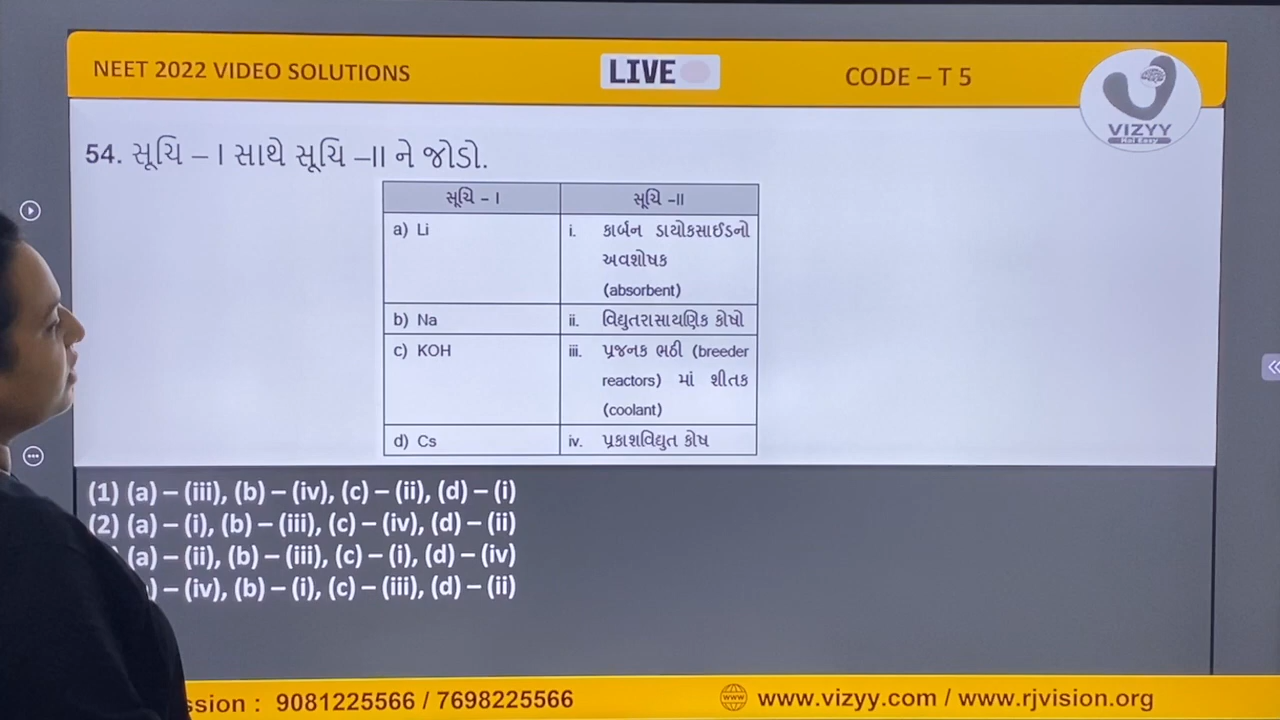 NEET 2022 VIDEO SOLUTIONS
LIVE
CODE – T 5
VIZYY
Not Easy
54. સૂચિ – I સાથે સૂચિ –II ને જોડો.
સૂચિ – I
સૂચિ –II
a) Li
i. કાર્બન ડાયોકસાઈડનો
અવશોષક
(absorbent)
b) Na
ii. વિદ્યુતરાસાયણિક કોષો
c) KOH
iii. પ્રજનક ભઠી (breeder
reactors) માં શીતક
(coolant)
d) Cs
iv. પ્રકાશવિદ્યુત કોષ
(1) (a) – (iii), (b) – (iv), (c) – (ii), (d) – (i)
(2) (a) – (i), (b) – (iii), (c) – (iv), (d) – (ii)
(a) – (ii), (b) – (iii), (c) – (i), (d) – (iv)
) – (iv), (b) – (i), (c) – (iii), (d) – (ii)
ssion : 9081225566 / 7698225566
www
www.vizyy.com / www.rjvision.org